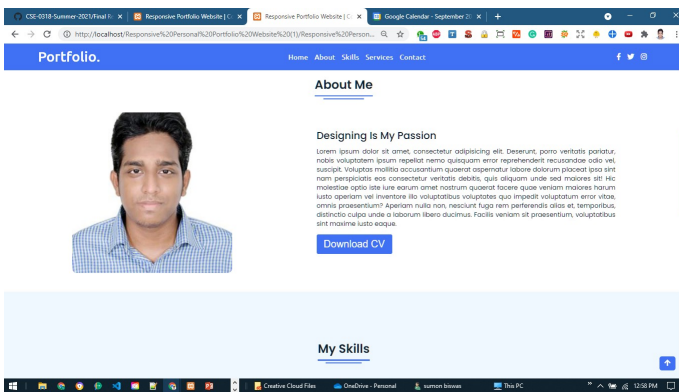 CSE-0318-Summer-2021/Final Re
Responsive Portfolio Website | Co
Responsive Portfolio Website | Co
Google Calendar - September 20
http://localhost/Responsive%20Personal%20Portfolio%20Website%20(1)/Responsive%20Person...
Portfolio.
Home About Skills Services Contact
About Me
Designing Is My Passion
Lorem ipsum dolor sit amet, consectetur adipisicing elit. Deserunt, porro veritatis pariatur,
nobis voluptatem ipsum repellat nemo quisquam error reprehenderit recusandae odio vel,
suscipit. Voluptas mollitia accusantium quaerat aspernatur labore dolorum placeat ipsa sint
nam perspiciatis eos consectetur veritatis debitis, quis aliquam unde sed maiores sit! Hic
molestiae optio iste iure earum amet nostrum quaerat facere quae veniam maiores harum
iusto aperiam vel inventore illo voluptatibus voluptates quo impedit voluptatum error vitae,
omnis praesentium? Aperiam nulla non, nesciunt fuga rem perferendis alias et, temporibus,
distinctio culpa unde a laborum libero ducimus. Facilis veniam sit praesentium, voluptatibus
sint maxime iusto eaque.
Download CV
My Skills
Creative Cloud Files
OneDrive - Personal
sumon biswas
This PC
12:58 PM